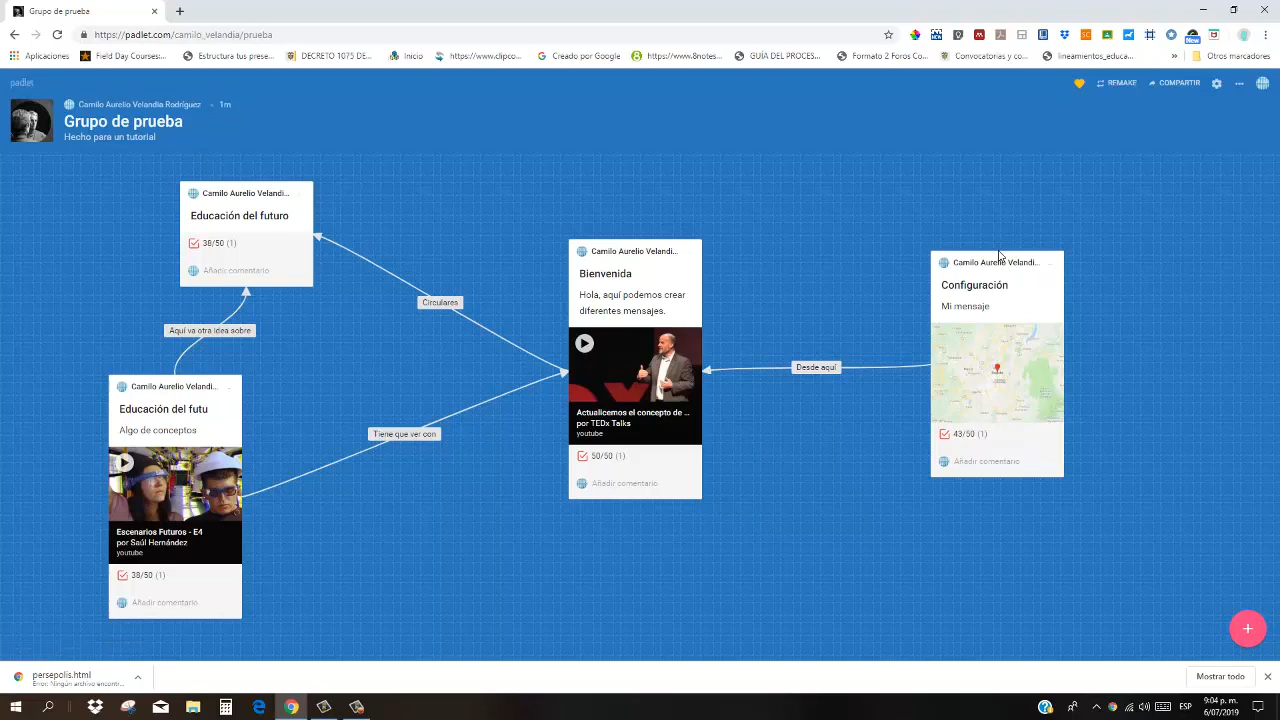 Grupo de prueba
https://padlet.com/camilo_velandia/prueba
Aplicaciones
Field Day Courses:...
Estructura tus prese...
DECRETO 1075 DE...
Inicio
https://www.clipco...
Creado por Google
https://www.8notes...
GUÍA DEL PROCES...
Formato 2 Foros Co...
Convocatorias y co...
lineamientos_educa...
»
Otros marcadores
padlet
REMAKE
COMPARTIR
Camilo Aurelio Velandia Rodríguez
1m
Grupo de prueba
Hecho para un tutorial
Camilo Aurelio Velandi...
Educación del futuro
38/50 (1)
Añadir comentario
Aquí va otra idea sobre
Circulares
Camilo Aurelio Velandi...
Educación del futu
Algo de conceptos
Escenarios Futuros - E4
por Saúl Hernández
youtube
38/50 (1)
Añadir comentario
Tiene que ver con
Camilo Aurelio Velandi...
Bienvenida
Hola, aquí podemos crear
diferentes mensajes.
Actualicemos el concepto de ...
por TEDx Talks
youtube
50/50 (1)
Añadir comentario
Desde aquí
Camilo Aurelio Velandi...
Configuración
Mi mensaje
43/50 (1)
Añadir comentario
persepolis.html
Error: Ningún archivo encontr...
Mostrar todo
ESP
9:04 p. m.
6/07/2019